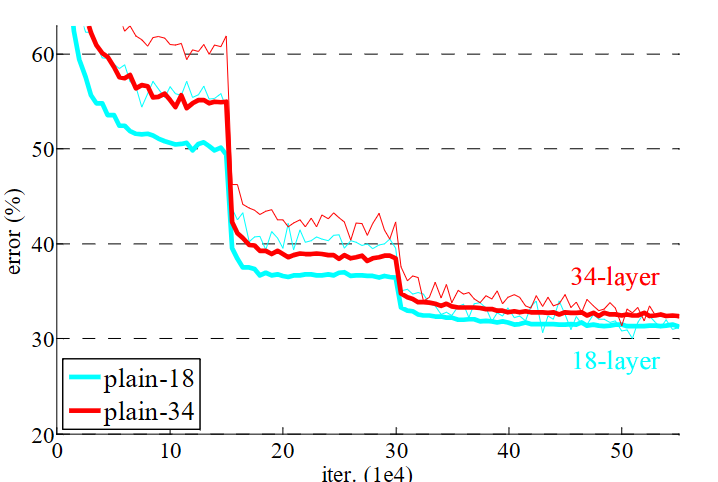 60
50
40
30
20
error (%)
34-layer
18-layer
plain-18
plain-34
0 10 20 30 40 50
iter. (1e4)